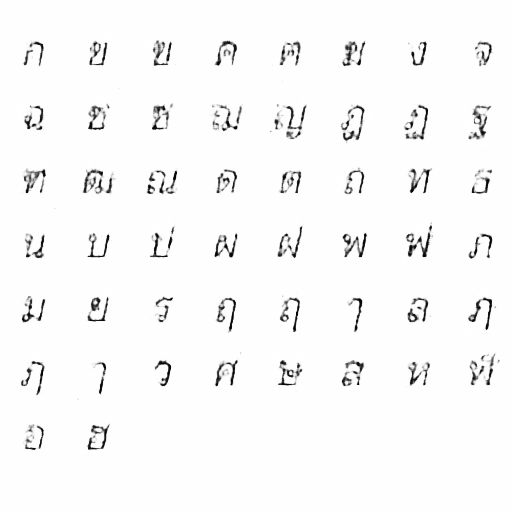 ก ข ฃ ค ฅ ฆ ง จ
ฉ ช ซ ฌ ญ ฎ ฏ ฐ
ฑ ฒ ณ ด ต ถ ท ธ
น บ ป ผ ฝ พ ฟ ภ
ม ย ร ฤ ฤ ๅ ล ฦ
ฦ ๅ ว ศ ษ ส ห ฬ
อ ฮ